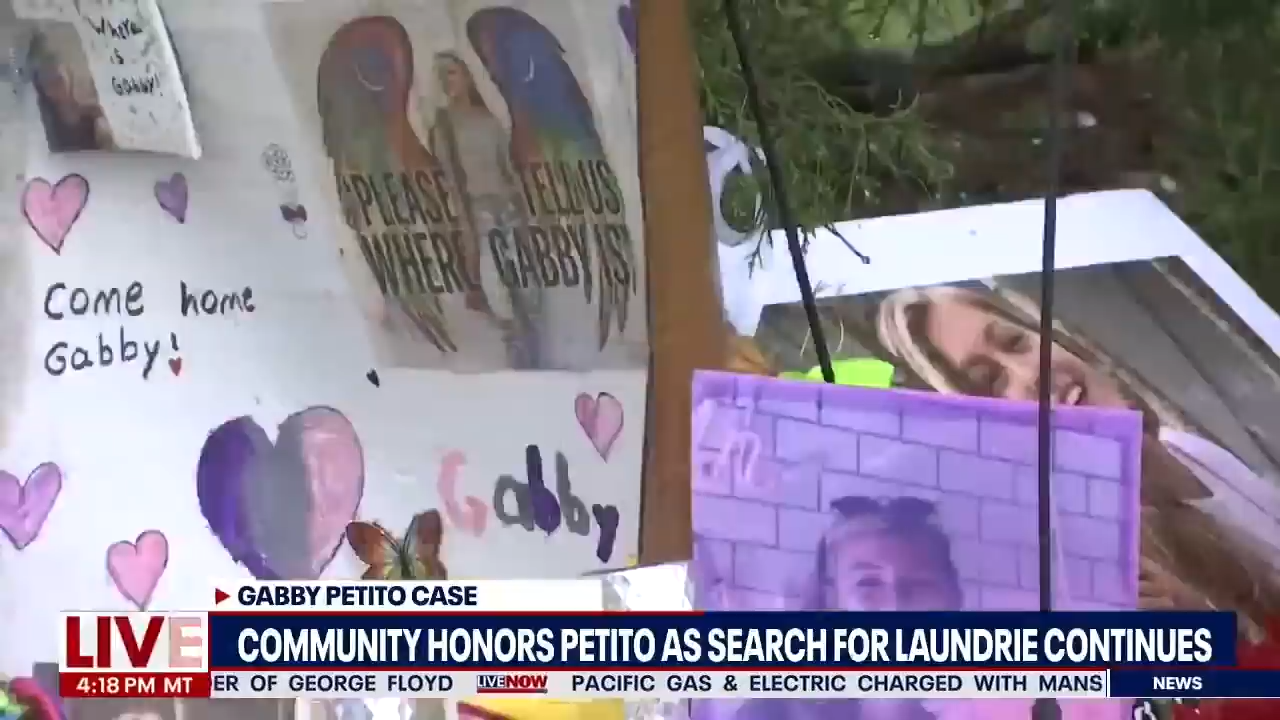 Where
is
Gabby!
"PLEASE TELL US
WHERE GABBY IS!"
Come home
Gabby!
Gabby
GABBY PETITO CASE
LIVE
COMMUNITY HONORS PETITO AS SEARCH FOR LAUNDRIE CONTINUES
4:18 PM MT
ER OF GEORGE FLOYD LIVENOW PACIFIC GAS & ELECTRIC CHARGED WITH MANS
NEWS